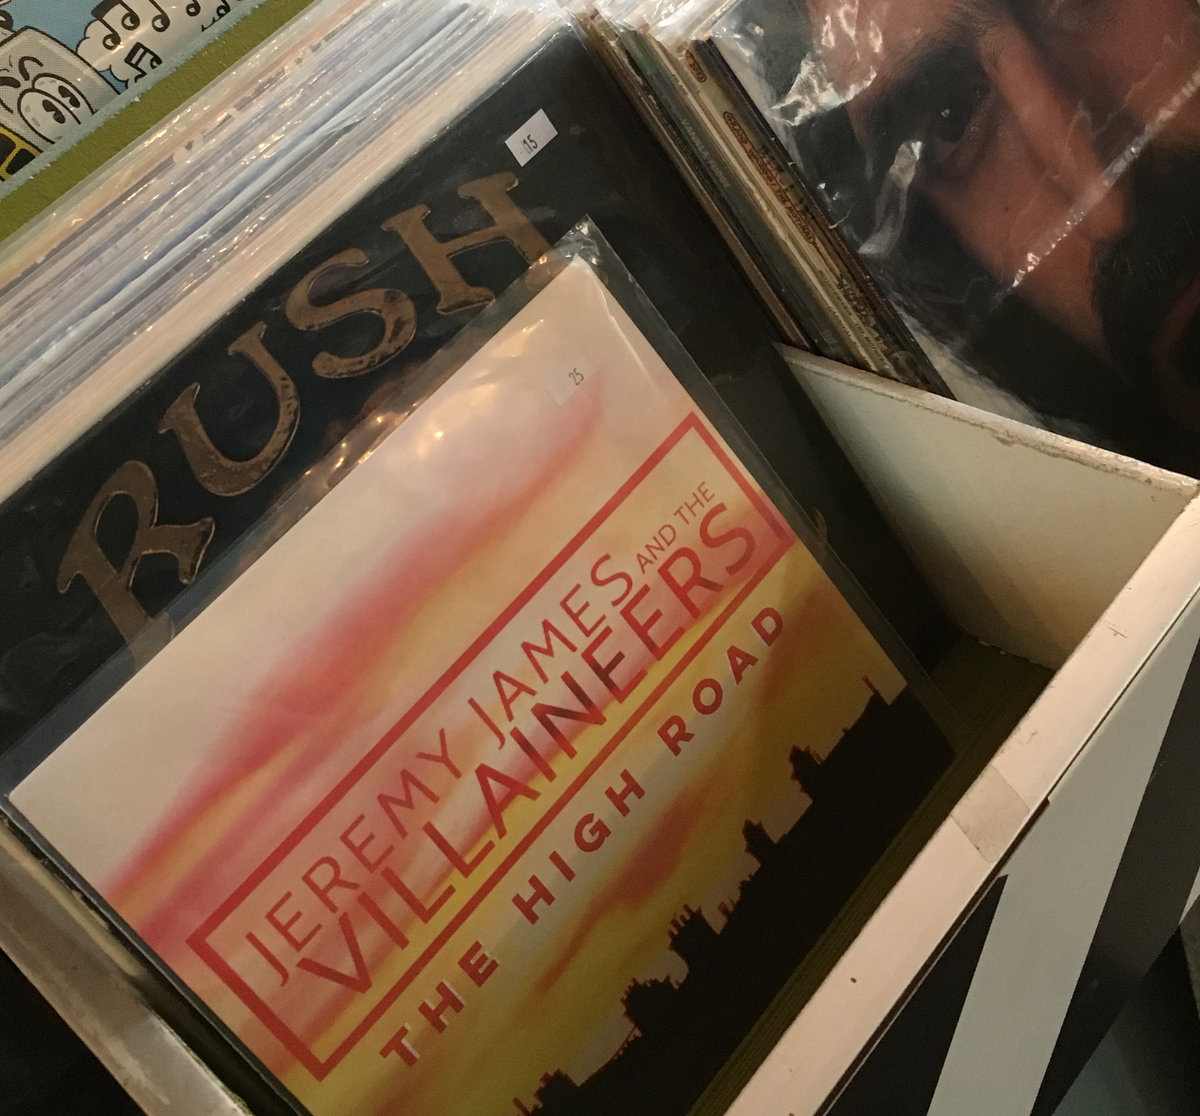 15
RUSH
25
JEREMY JAMES AND THE
VILLAINEERS
THE HIGH ROAD